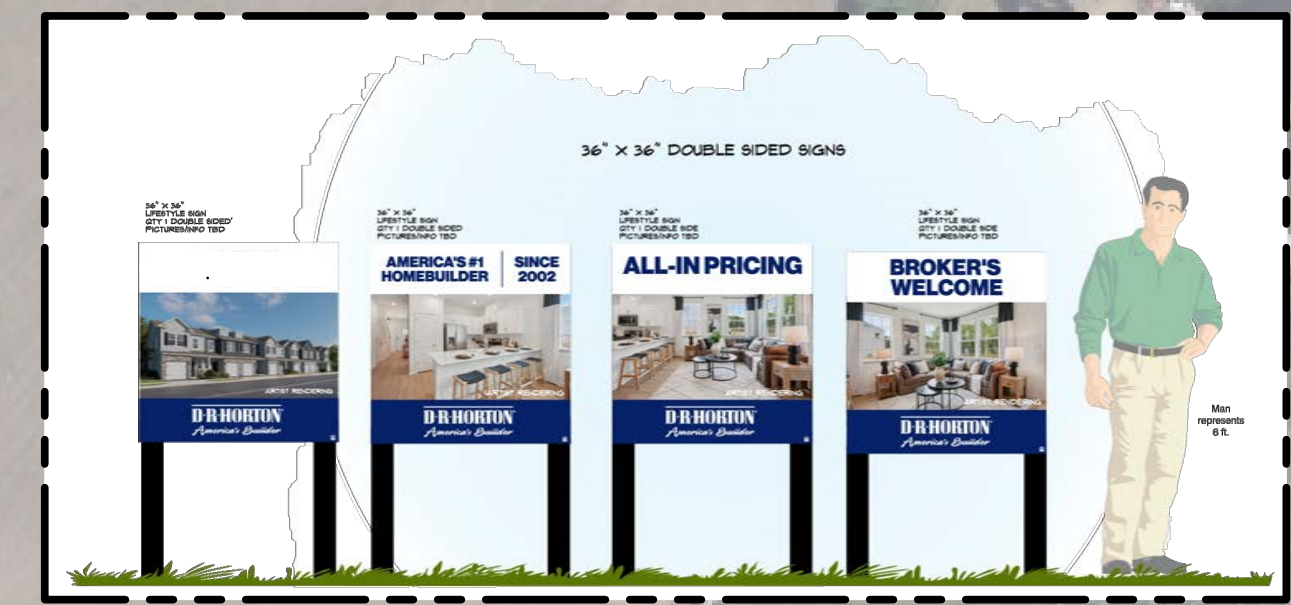 36" X 36" DOUBLE SIDED SIGNS
36" X 36"
LIFESTYLE SIGN
QTY 1 DOUBLE SIDED'
PICTURES/INFO TBD
ARTIST RENDERING
D·R·HORTON
America's Builder
36" X 36"
LIFESTYLE SIGN
QTY 1 DOUBLE SIDED
PICTURES/INFO TBD
AMERICA'S #1
HOMEBUILDER
SINCE
2002
ARTIST RENDERING
D·R·HORTON
America's Builder
36" X 36"
LIFESTYLE SIGN
QTY 1 DOUBLE SIDE
PICTURES/INFO TBD
ALL-IN PRICING
ARTIST RENDERING
D·R·HORTON
America's Builder
36" X 36"
LIFESTYLE SIGN
QTY 1 DOUBLE SIDE
PICTURES/INFO TBD
BROKER'S
WELCOME
ARTIST RENDERING
D·R·HORTON
America's Builder
Man
represents
6 ft.